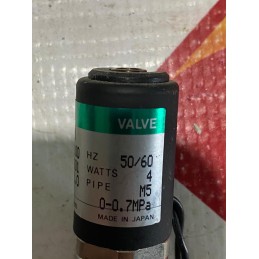 VALVE
HZ 50/60
WATTS 4
PIPE M5
0-0.7MPa
MADE IN JAPAN